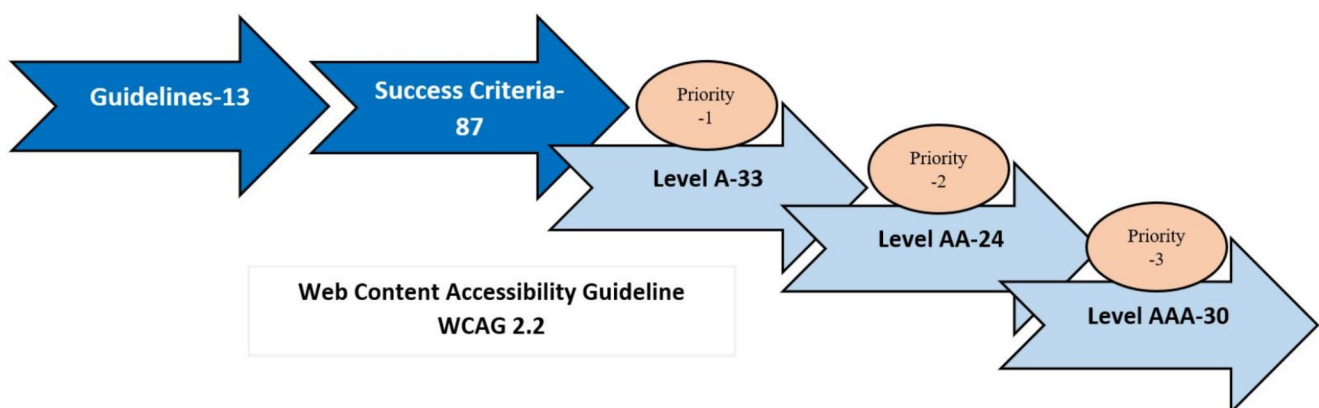 Guidelines-13
Success Criteria-
87
Priority
-1
Level A-33
Priority
-2
Level AA-24
Priority
-3
Level AAA-30
Web Content Accessibility Guideline
WCAG 2.2